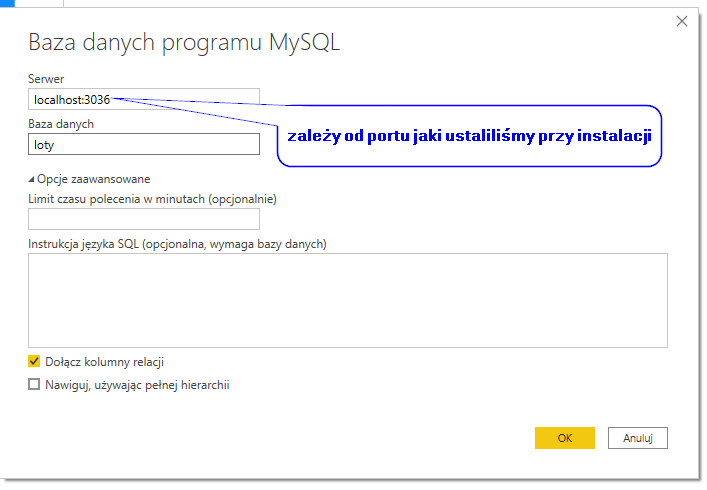 Baza danych programu MySQL
Serwer
localhost:3036
zależy od portu jaki ustaliliśmy przy instalacji
Baza danych
loty
Opcje zaawansowane
Limit czasu polecenia w minutach (opcjonalnie)
Instrukcja języka SQL (opcjonalna, wymaga bazy danych)
Dołącz kolumny relacji
Nawiguj, używając pełnej hierarchii
OK
Anuluj